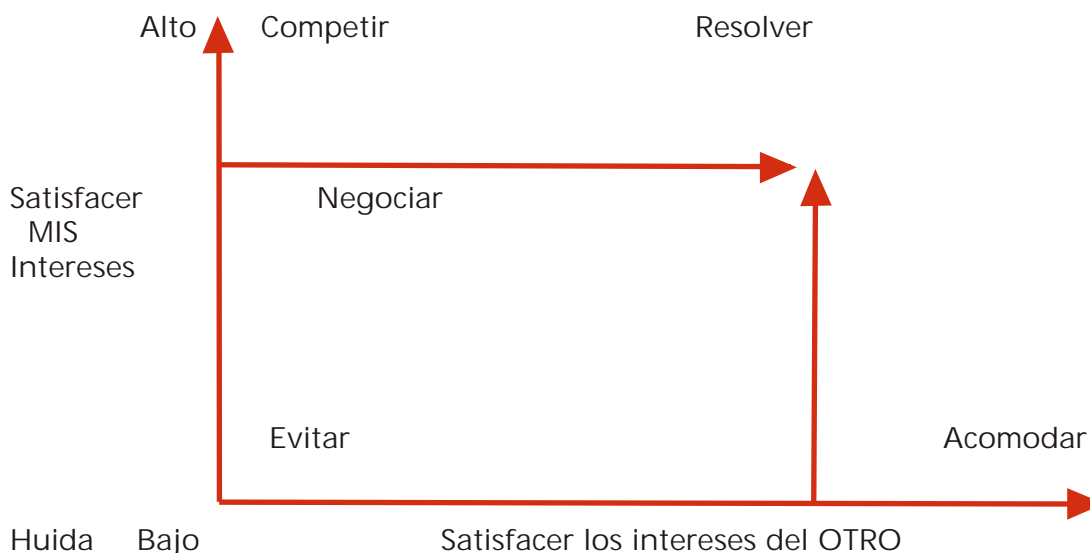 Alto Competir Resolver
Satisfacer Negociar
MIS
Intereses
Evitar Acomodar
Huida Bajo Satisfacer los intereses del OTRO